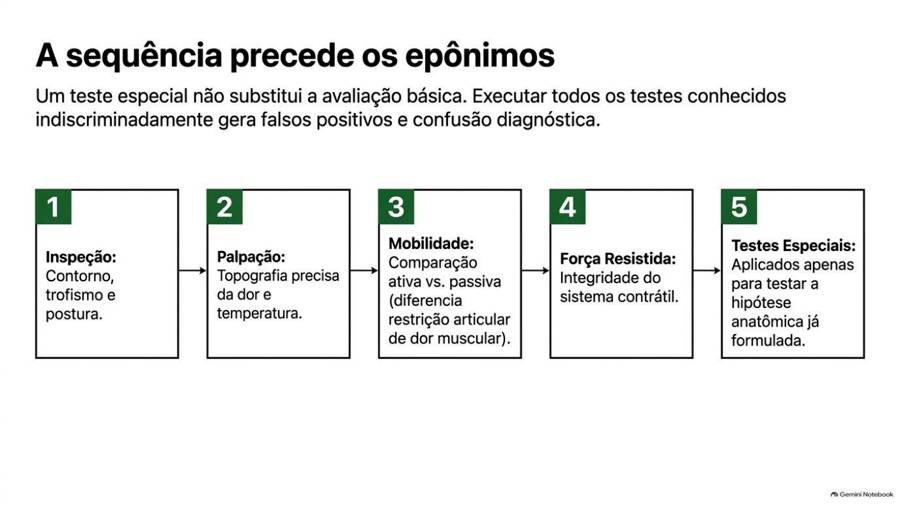 A sequência precede os epônimos
Um teste especial não substitui a avaliação básica. Executar todos os testes conhecidos
indiscriminadamente gera falsos positivos e confusão diagnóstica.
1
Inspeção:
Contorno,
trofismo e
postura.
2
Palpação:
Topografia precisa
da dor e
temperatura.
3
Mobilidade:
Comparação
ativa vs. passiva
(diferencia
restrição articular
de dor muscular).
4
Força Resistida:
Integridade do
sistema contrátil.
5
Testes Especiais:
Aplicados apenas
para testar a
hipótese
anatômica já
formulada.
Gemini Notebook